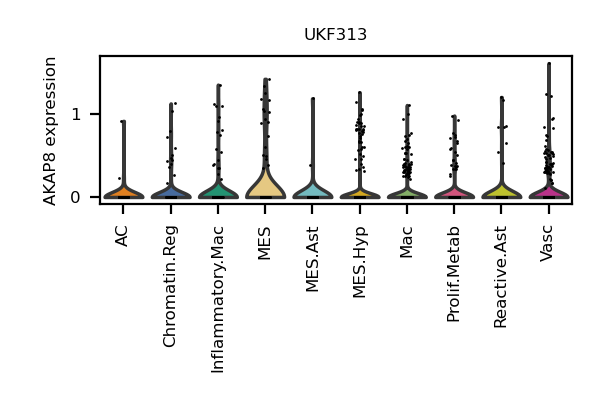 UKF313
AKAP8 expression
1
0
AC
Chromatin.Reg
Inflammatory.Mac
MES
MES.Ast
MES.Hyp
Mac
Prolif.Metab
Reactive.Ast
Vasc